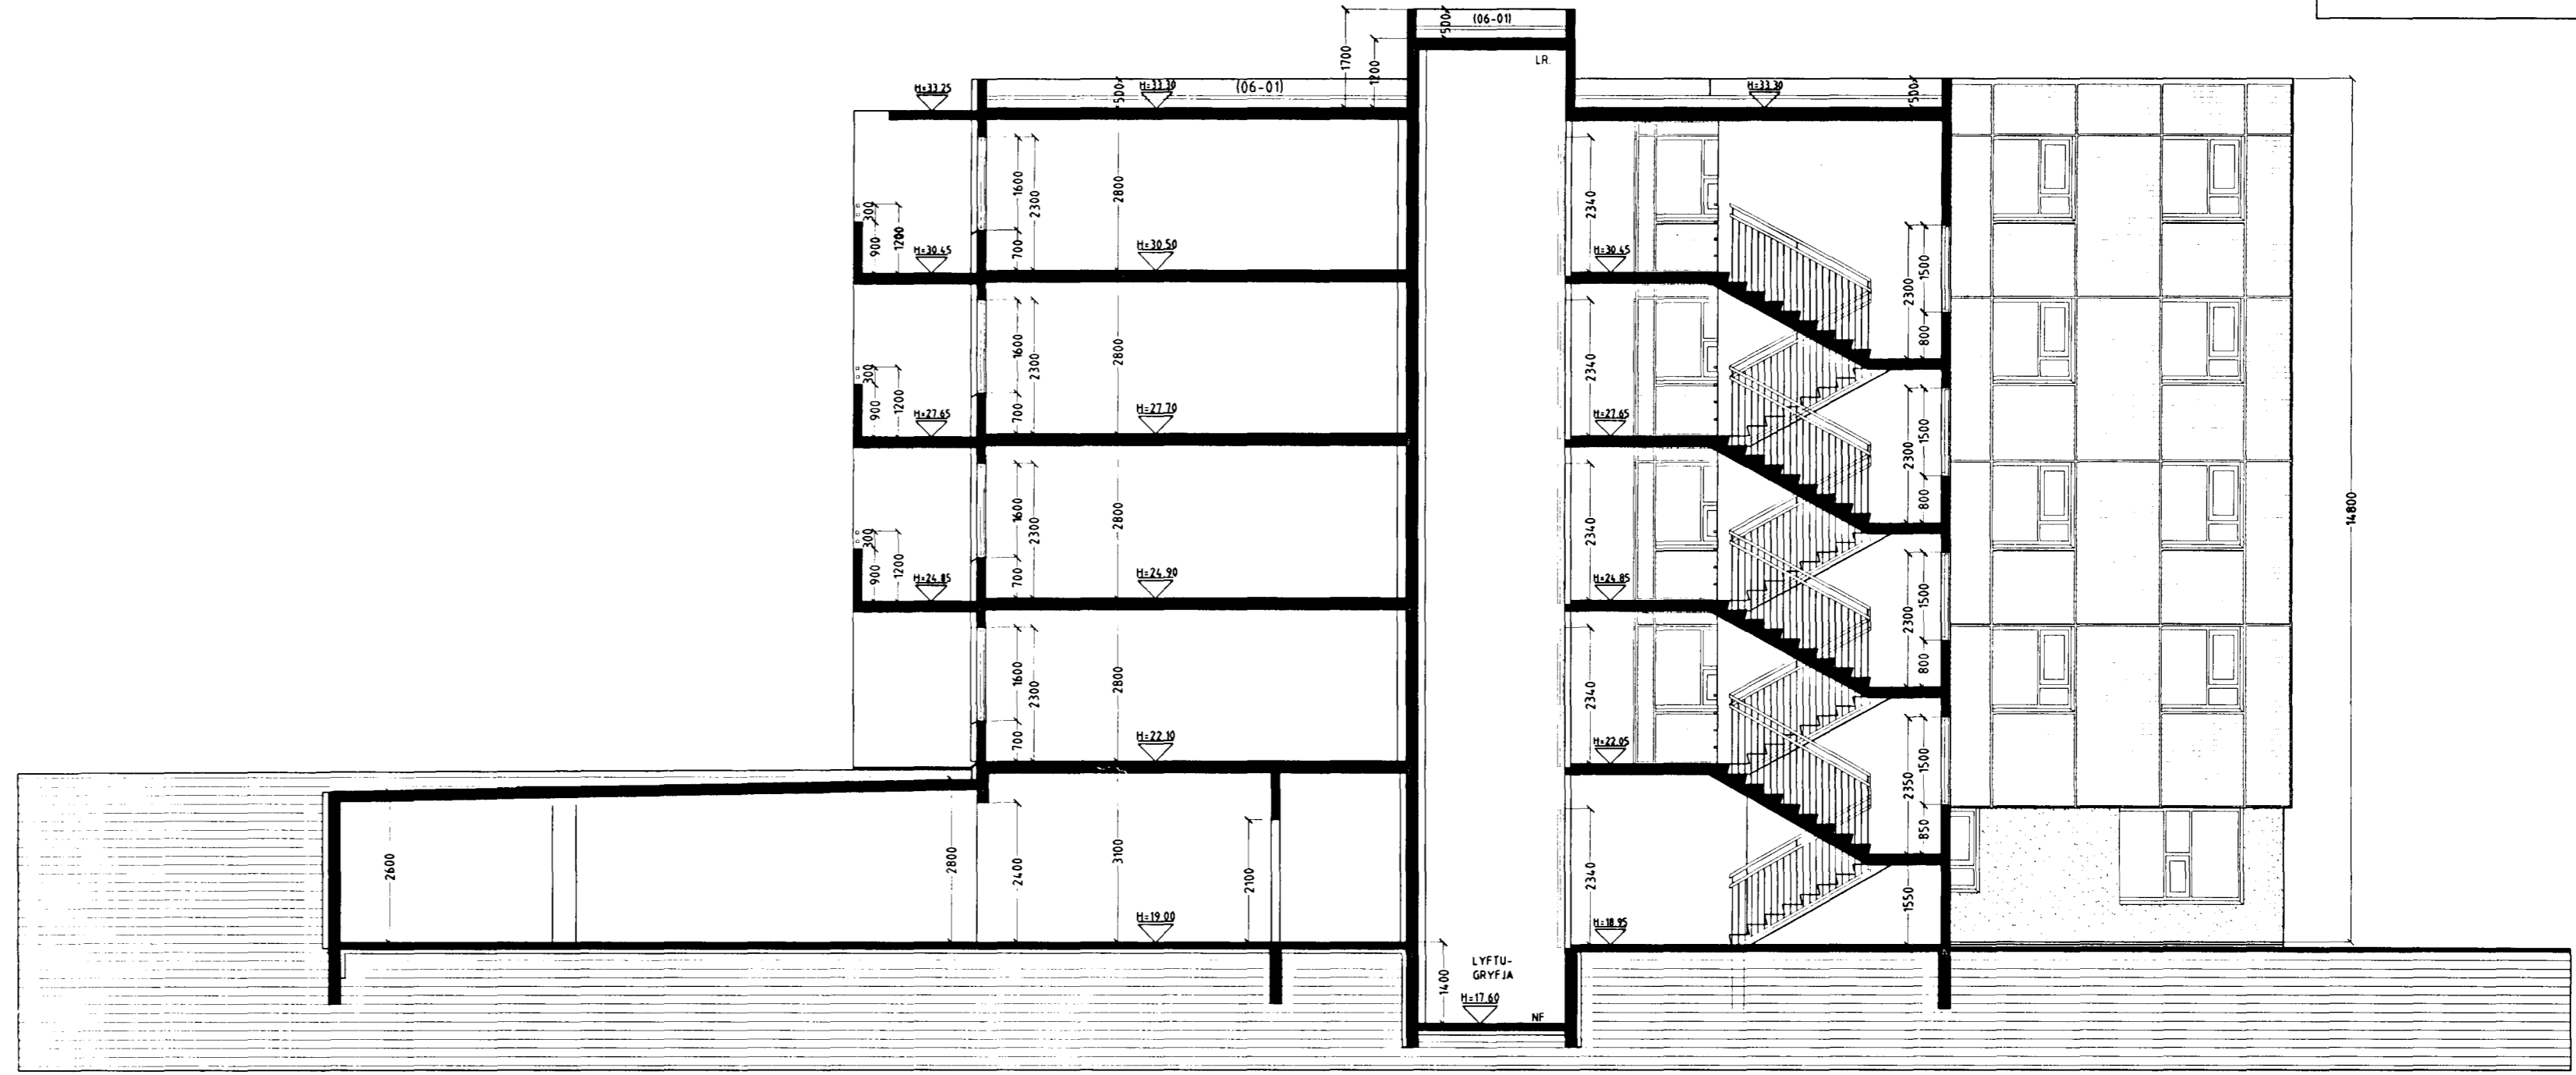 (06-01)
500
1700
1200
LR.
H=33.25
500
H=33.30
(06-01)
H=33.30
500
300
900
1200
H=30.45
1600
2300
700
2800
H=30.50
2340
H=30.45
2300
1500
800
300
900
1200
H=27.65
1600
2300
700
2800
H=27.70
2340
H=27.65
2300
1500
800
300
900
1200
H=24.85
1600
2300
700
2800
H=24.90
2340
H=24.85
2300
1500
800
14800
1600
2300
700
2800
H=22.10
2340
H=22.05
2350
1500
850
2600
2800
2400
3100
2100
H=19.00
2340
H=18.95
1550
1400
LYFTU-
GRYFJA
H=17.60
NF